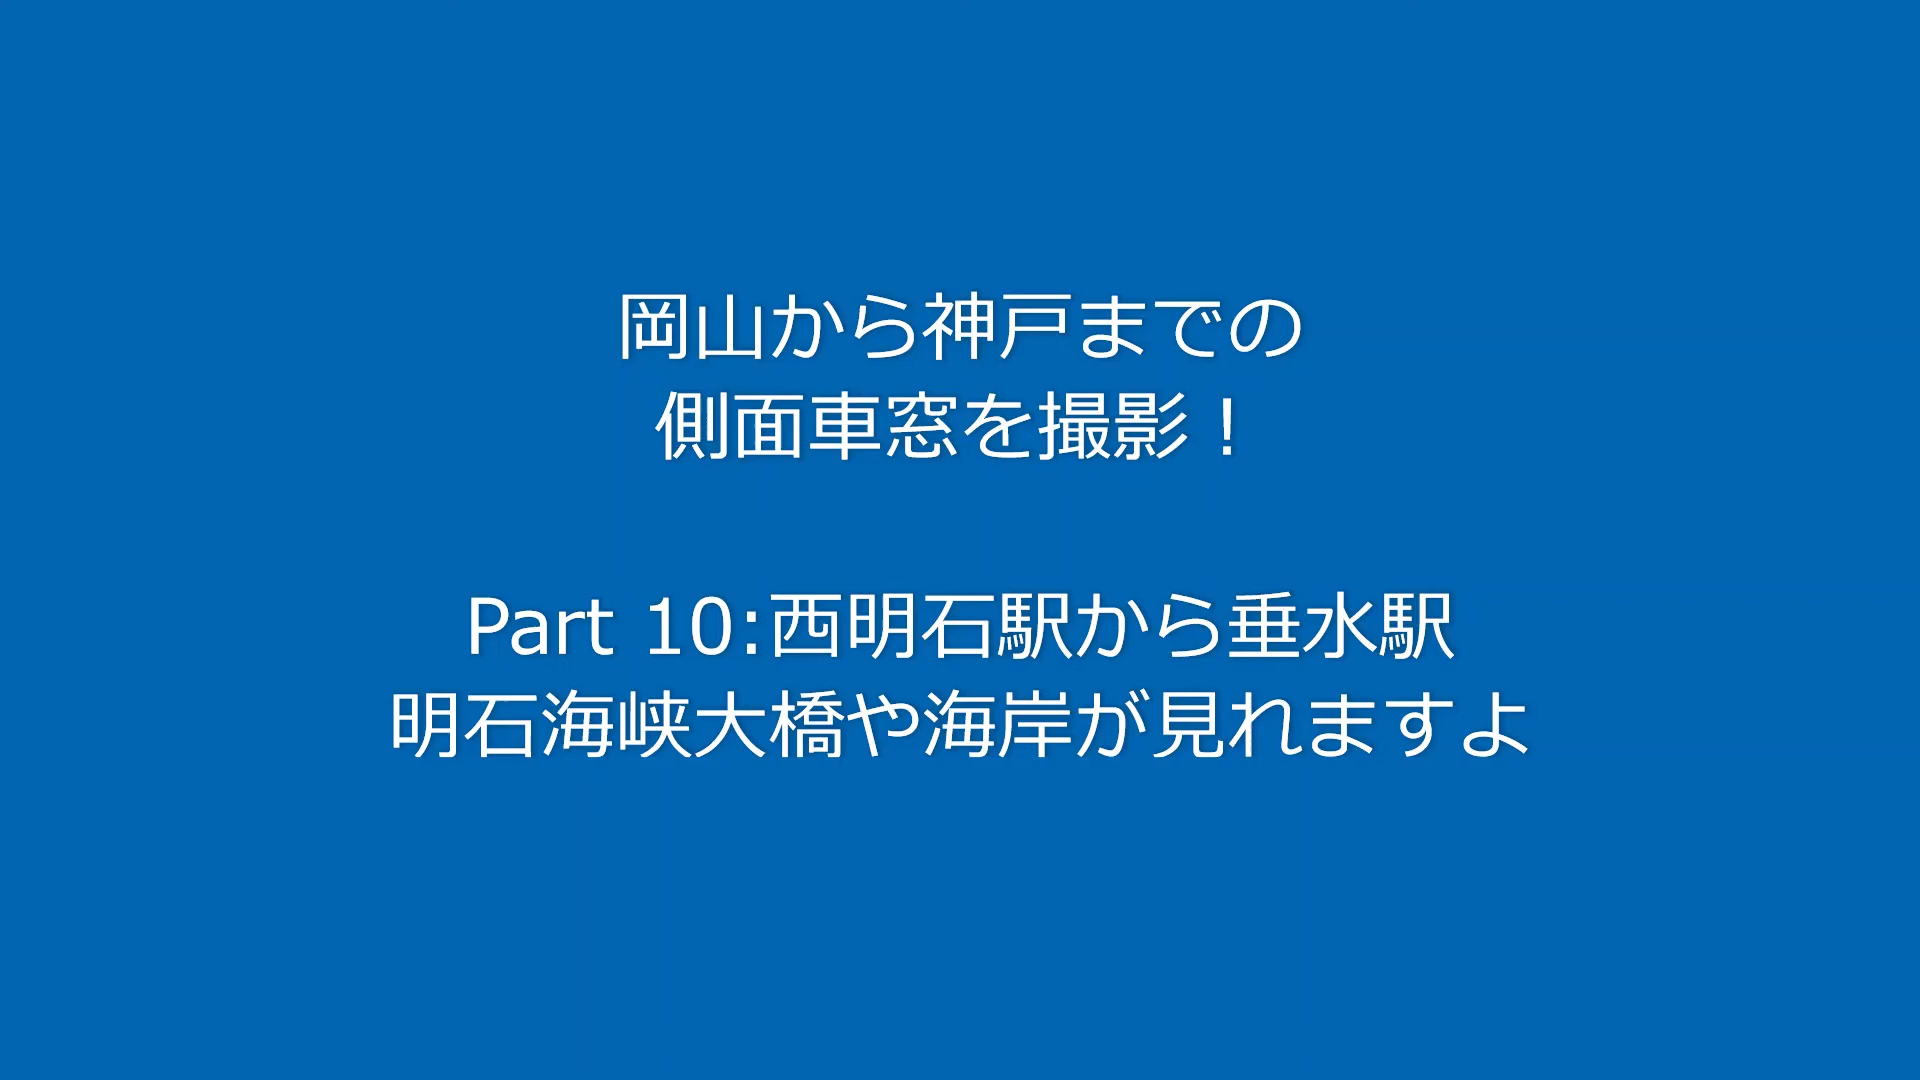 岡山から神戸までの
側面車窓を撮影！
Part 10:西明石駅から垂水駅
明石海峡大橋や海岸が見れますよ